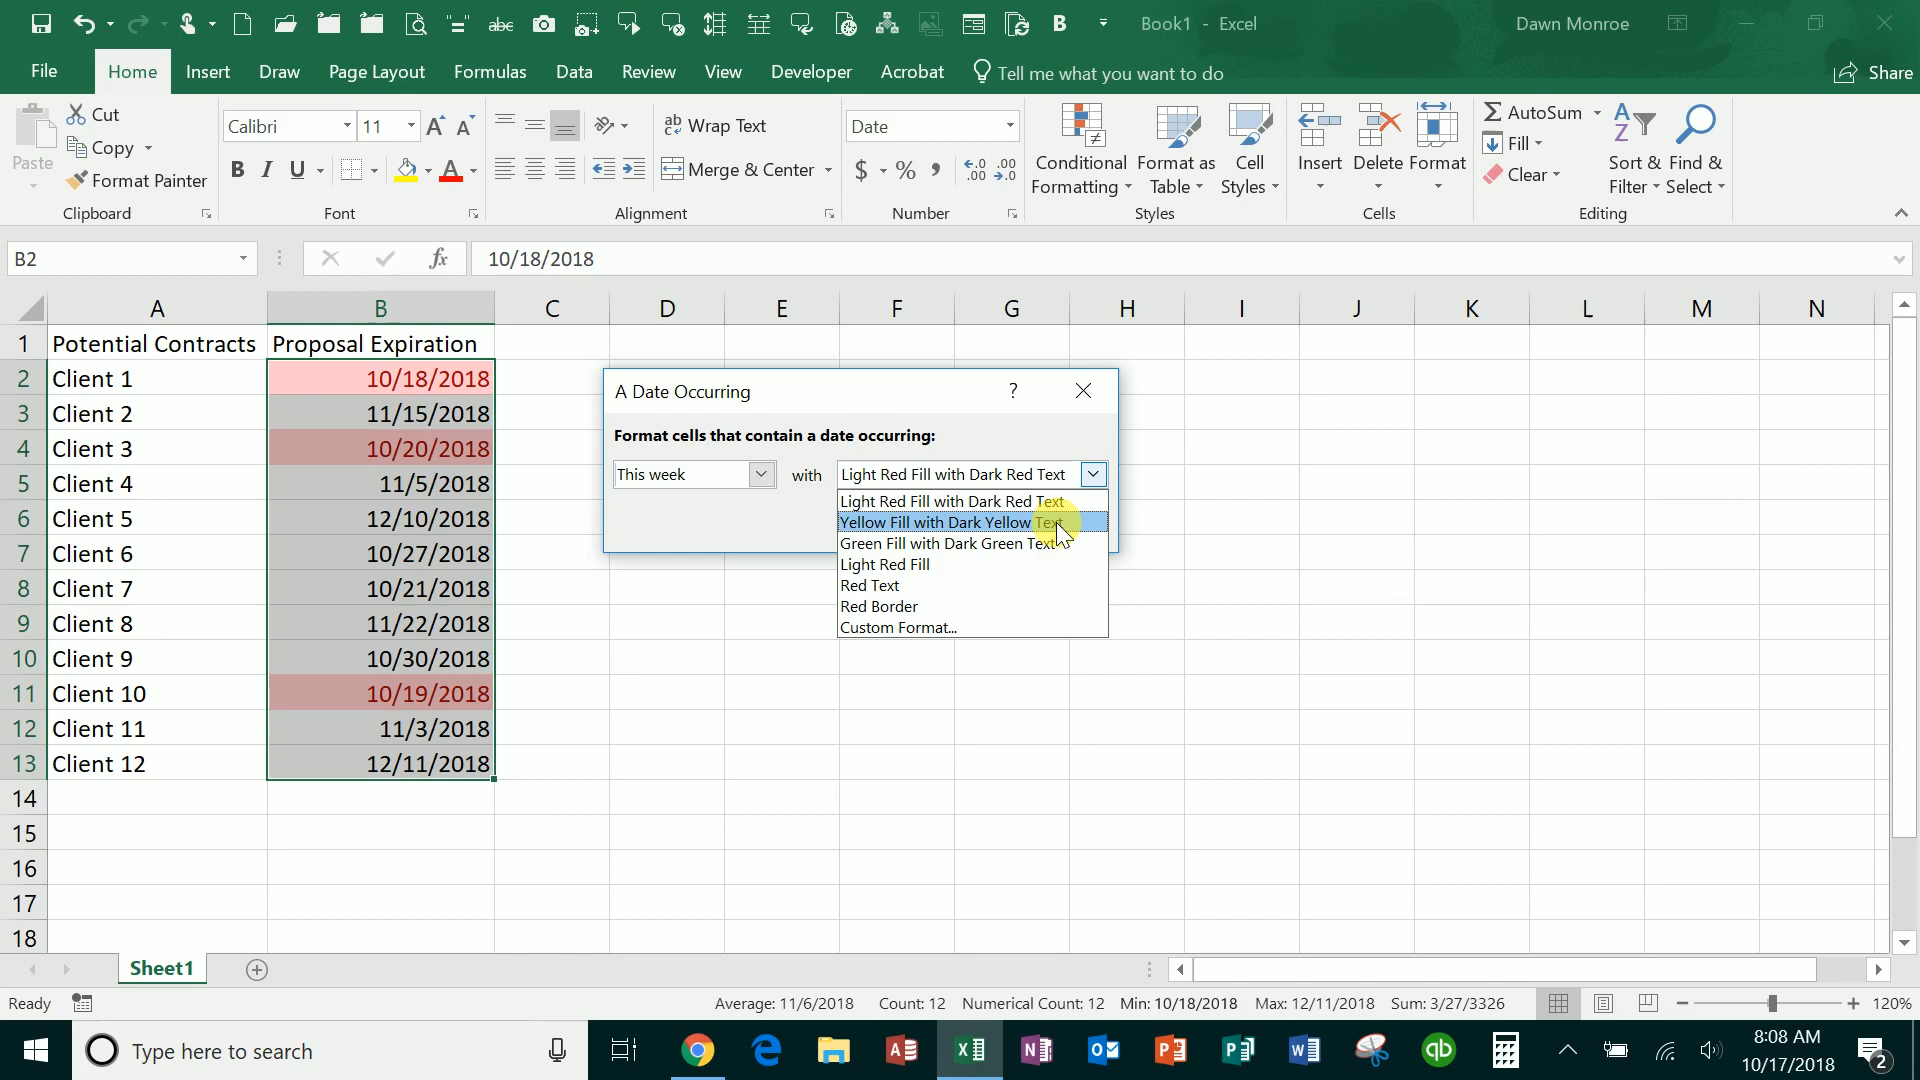 abc
B
Book1 - Excel
Dawn Monroe
File
Home
Insert
Draw
Page Layout
Formulas
Data
Review
View
Developer
Acrobat
Tell me what you want to do
Share
Paste
Cut
Copy
Format Painter
Clipboard
Calibri
11
A
A
B
I
U
A
Font
ab
c
Wrap Text
Merge & Center
Alignment
Date
$
%
,
.0
.00
.00
.0
Number
Conditional
Formatting
Format as
Table
Cell
Styles
Styles
Insert
Delete
Format
Cells
AutoSum
Fill
Clear
A
Z
Sort &
Filter
Find &
Select
Editing
B2
fx
10/18/2018
A B C D E F G H I J K L M N
1 Potential Contracts Proposal Expiration
2 Client 1 10/18/2018
3 Client 2 11/15/2018
4 Client 3 10/20/2018
5 Client 4 11/5/2018
6 Client 5 12/10/2018
7 Client 6 10/27/2018
8 Client 7 10/21/2018
9 Client 8 11/22/2018
10 Client 9 10/30/2018
11 Client 10 10/19/2018
12 Client 11 11/3/2018
13 Client 12 12/11/2018
14
15
16
17
18
A Date Occurring
?
Format cells that contain a date occurring:
This week with Light Red Fill with Dark Red Text
Light Red Fill with Dark Red Text
Yellow Fill with Dark Yellow Text
Green Fill with Dark Green Text
Light Red Fill
Red Text
Red Border
Custom Format...
Sheet1
Ready
Average: 11/6/2018 Count: 12 Numerical Count: 12 Min: 10/18/2018 Max: 12/11/2018 Sum: 3/27/3326
120%
Type here to search
8:08 AM
10/17/2018
2